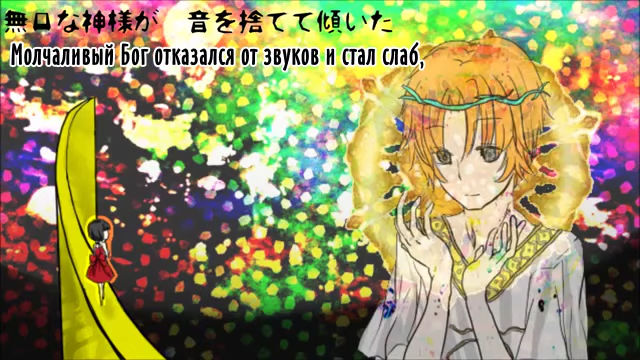 無口な神様が 音を捨てて傾いた
Молчаливый Бог отказался от звуков и стал слаб,